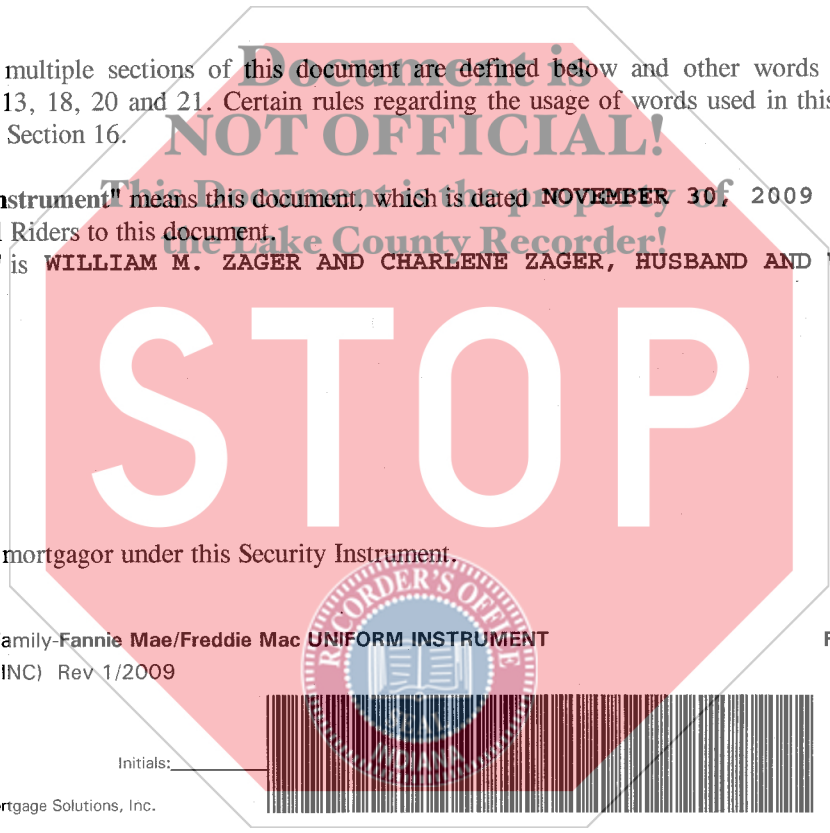 multiple sections of this document are defined below and other words
13, 18, 20 and 21. Certain rules regarding the usage of words used in this
Section 16.
Document is
NOT OFFICIAL!
This Document is the property of
the Lake County Recorder!
nstrument" means this document, which is dated NOVEMBER 30, 2009
Riders to this document.
is WILLIAM M. ZAGER AND CHARLENE ZAGER, HUSBAND AND
STOP
mortgagor under this Security Instrument.
RECORDER'S OFFICE
SEAL
INDIANA
amily-Fannie Mae/Freddie Mac UNIFORM INSTRUMENT
INC) Rev 1/2009
Initials:
rtgage Solutions, Inc.